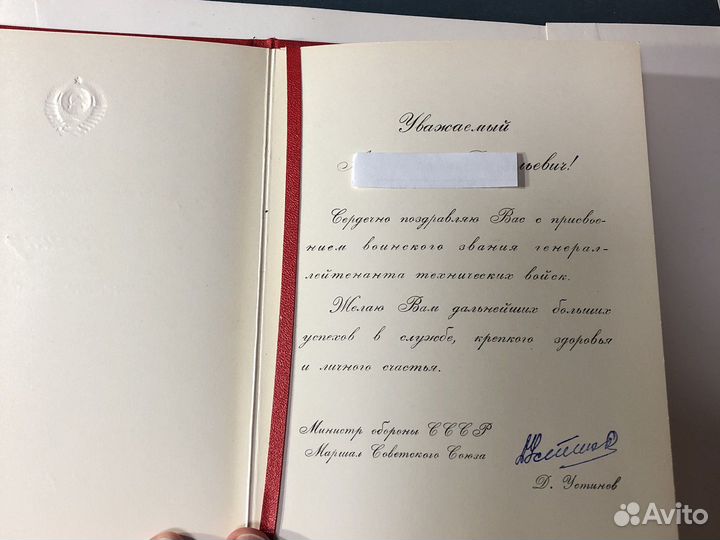 Уважаемый
льевич!
Сердечно поздравляю Вас с присвое-
нием воинского звания генерал-
лейтенанта технических войск.
Желаю Вам дальнейших больших
успехов в службе, крепкого здоровья
и личного счастья.
Министр обороны СССР
Маршал Советского Союза
Д. Устинов
Avito